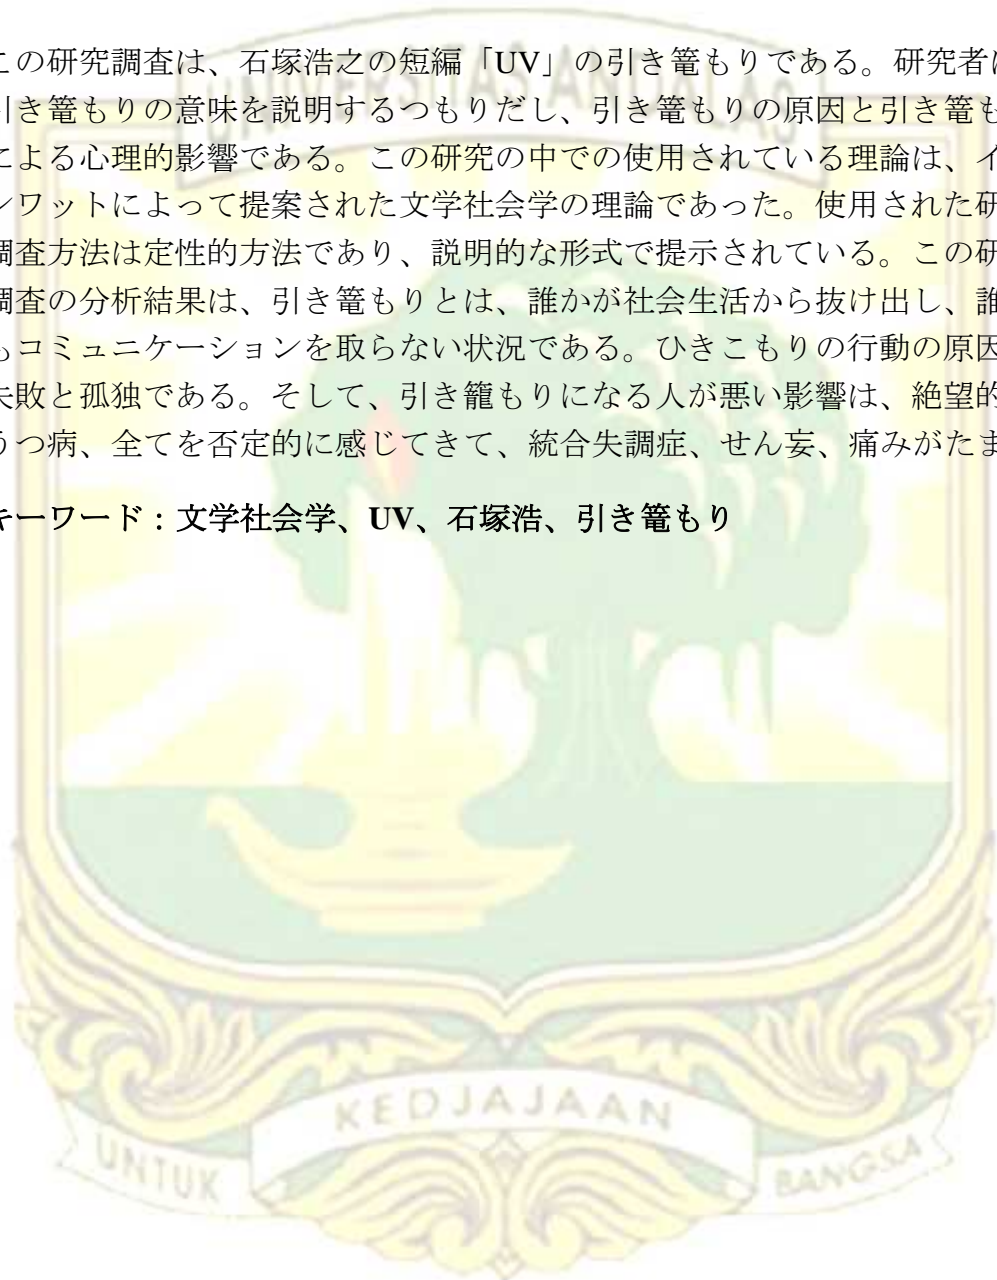 この研究調査は、石塚浩之の短編「UV」の引き篭もりである。研究者は
引き篭もりの意味を説明するつもりだし、引き篭もりの原因と引き篭も
による心理的影響である。この研究の中での使用されている理論は、イ
ンワットによって提案された文学社会学の理論であった。使用された研
調査方法は定性的方法であり、説明的な形式で提示されている。この研
調査の分析結果は、引き篭もりとは、誰かが社会生活から抜け出し、誰
もコミュニケーションを取らない状況である。ひきこもりの行動の原因
失敗と孤独である。そして、引き籠もりになる人が悪い影響は、絶望的
うつ病、全てを否定的に感じてきて、統合失調症、せん妄、痛みがたま
キーワード：文学社会学、UV、石塚浩、引き篭もり
UNIVERSITAS ANDALAS
KEDJAJAAN
UNTUK BANGSA